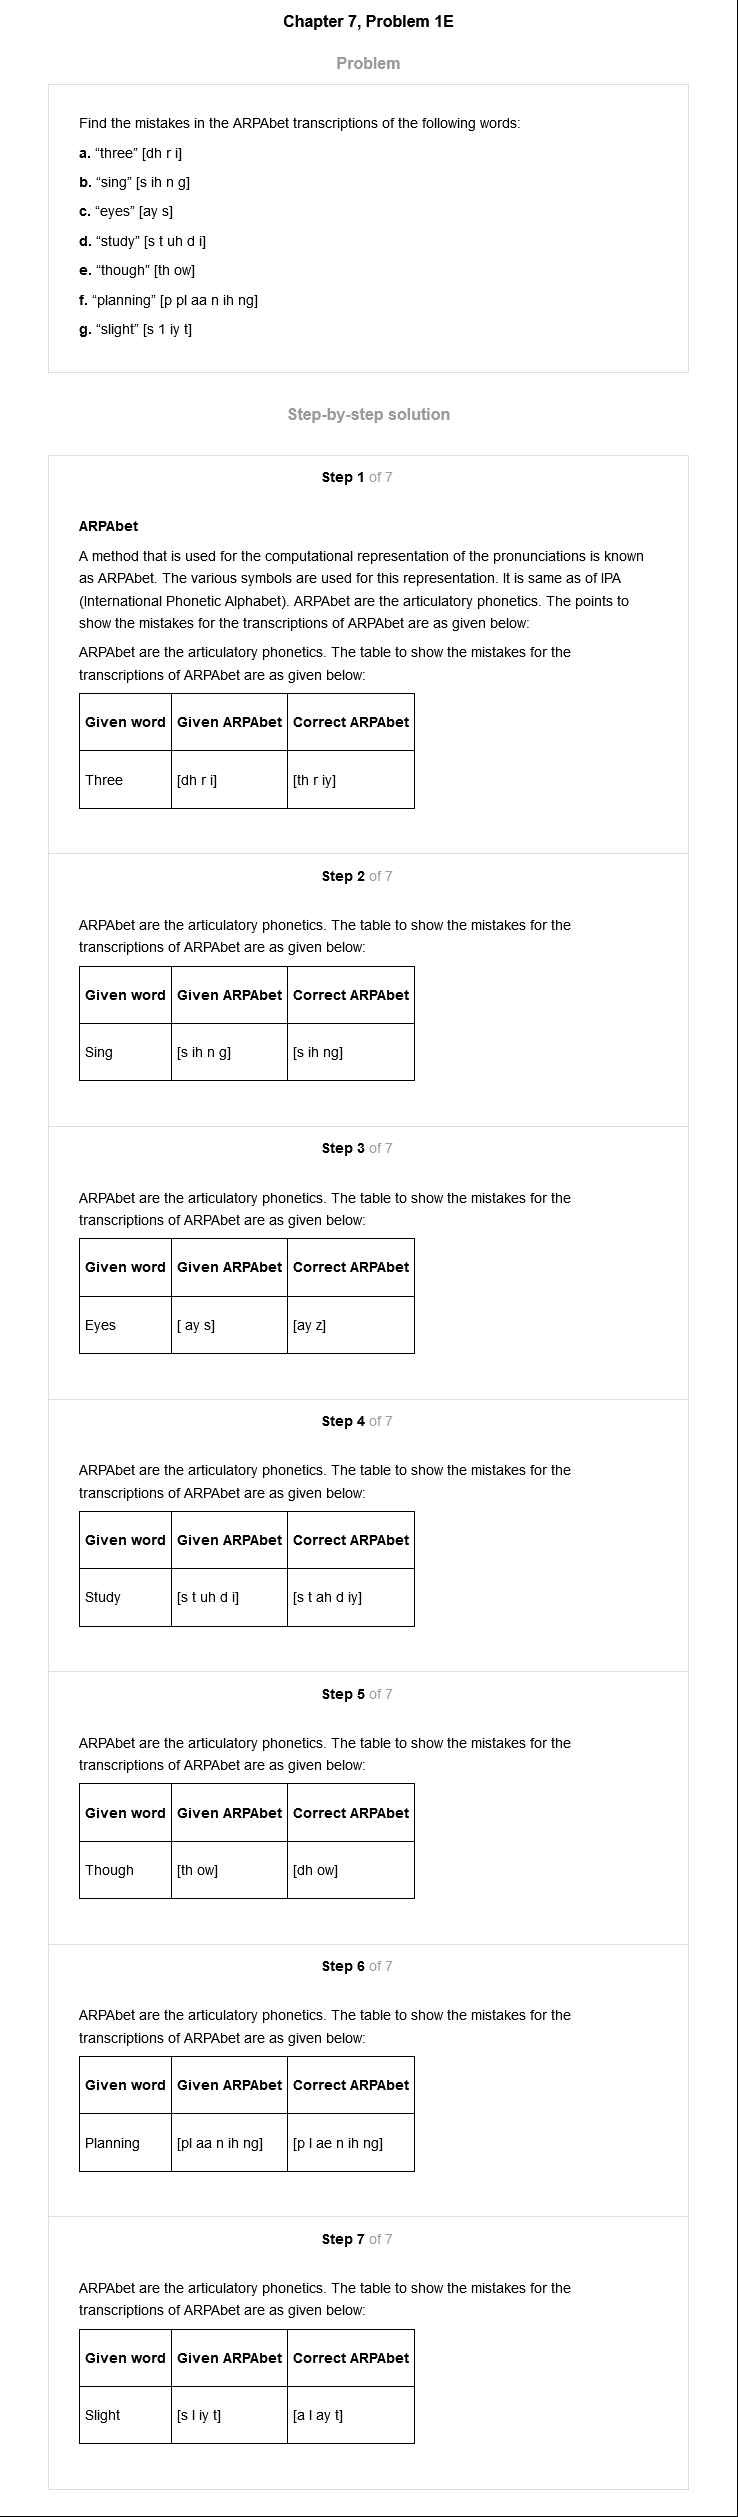 Chapter 7, Problem 1E
Problem
Find the mistakes in the ARPAbet transcriptions of the following words:
a. “three” [dh r i]
b. “sing” [s ih n g]
c. “eyes” [ay s]
d. “study” [s t uh d i]
e. “though” [th ow]
f. “planning” [p pl aa n ih ng]
g. “slight” [s 1 iy t]
Step-by-step solution
Step 1 of 7
ARPAbet
A method that is used for the computational representation of the pronunciations is known
as ARPAbet. The various symbols are used for this representation. It is same as of IPA
(International Phonetic Alphabet). ARPAbet are the articulatory phonetics. The points to
show the mistakes for the transcriptions of ARPAbet are as given below:
ARPAbet are the articulatory phonetics. The table to show the mistakes for the
transcriptions of ARPAbet are as given below:
Given word Given ARPAbet Correct ARPAbet
Three [dh r i] [th r iy]
Step 2 of 7
ARPAbet are the articulatory phonetics. The table to show the mistakes for the
transcriptions of ARPAbet are as given below:
Given word Given ARPAbet Correct ARPAbet
Sing [s ih n g] [s ih ng]
Step 3 of 7
ARPAbet are the articulatory phonetics. The table to show the mistakes for the
transcriptions of ARPAbet are as given below:
Given word Given ARPAbet Correct ARPAbet
Eyes [ ay s] [ay z]
Step 4 of 7
ARPAbet are the articulatory phonetics. The table to show the mistakes for the
transcriptions of ARPAbet are as given below:
Given word Given ARPAbet Correct ARPAbet
Study [s t uh d i] [s t ah d iy]
Step 5 of 7
ARPAbet are the articulatory phonetics. The table to show the mistakes for the
transcriptions of ARPAbet are as given below:
Given word Given ARPAbet Correct ARPAbet
Though [th ow] [dh ow]
Step 6 of 7
ARPAbet are the articulatory phonetics. The table to show the mistakes for the
transcriptions of ARPAbet are as given below:
Given word Given ARPAbet Correct ARPAbet
Planning [pl aa n ih ng] [p l ae n ih ng]
Step 7 of 7
ARPAbet are the articulatory phonetics. The table to show the mistakes for the
transcriptions of ARPAbet are as given below:
Given word Given ARPAbet Correct ARPAbet
Slight [s l iy t] [a l ay t]